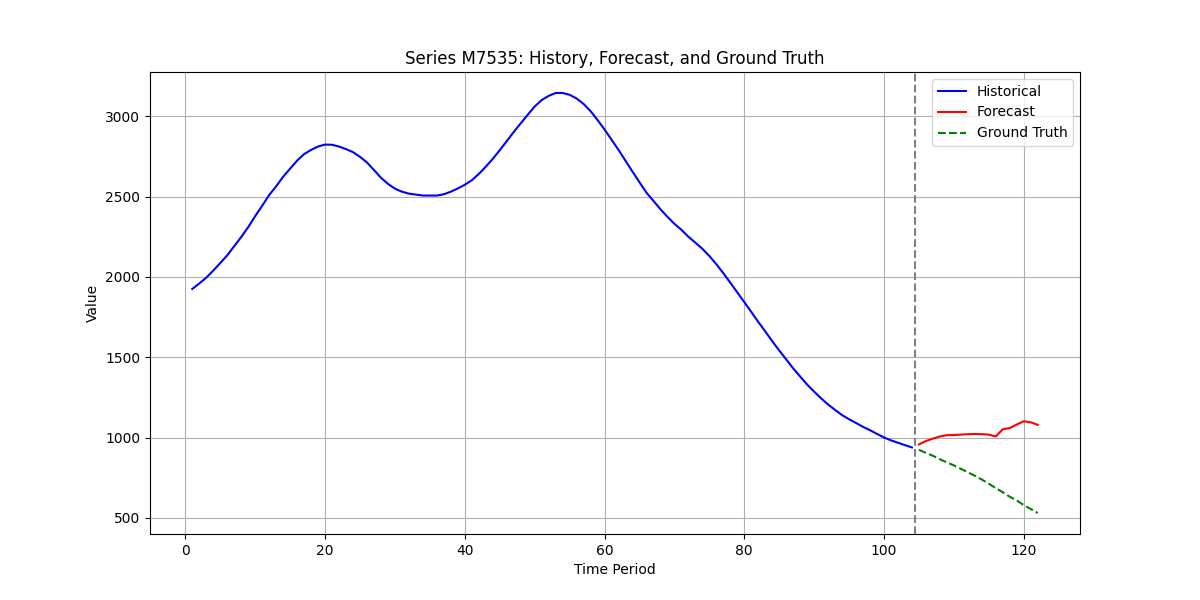 Series M7535: History, Forecast, and Ground Truth
Historical
Forecast
Ground Truth
Value
3000
2500
2000
1500
1000
500
0
20
40
60
80
100
120
Time Period